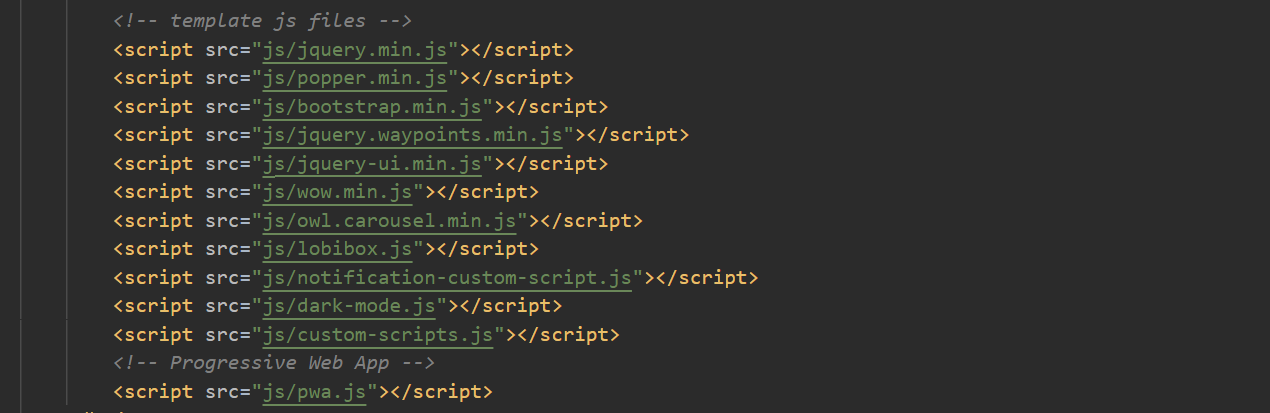 <!-- template js files -->
<script src="js/jquery.min.js"></script>
<script src="js/popper.min.js"></script>
<script src="js/bootstrap.min.js"></script>
<script src="js/jquery.waypoints.min.js"></script>
<script src="js/jquery-ui.min.js"></script>
<script src="js/wow.min.js"></script>
<script src="js/owl.carousel.min.js"></script>
<script src="js/lobibox.js"></script>
<script src="js/notification-custom-script.js"></script>
<script src="js/dark-mode.js"></script>
<script src="js/custom-scripts.js"></script>
<!-- Progressive Web App -->
<script src="js/pwa.js"></script>